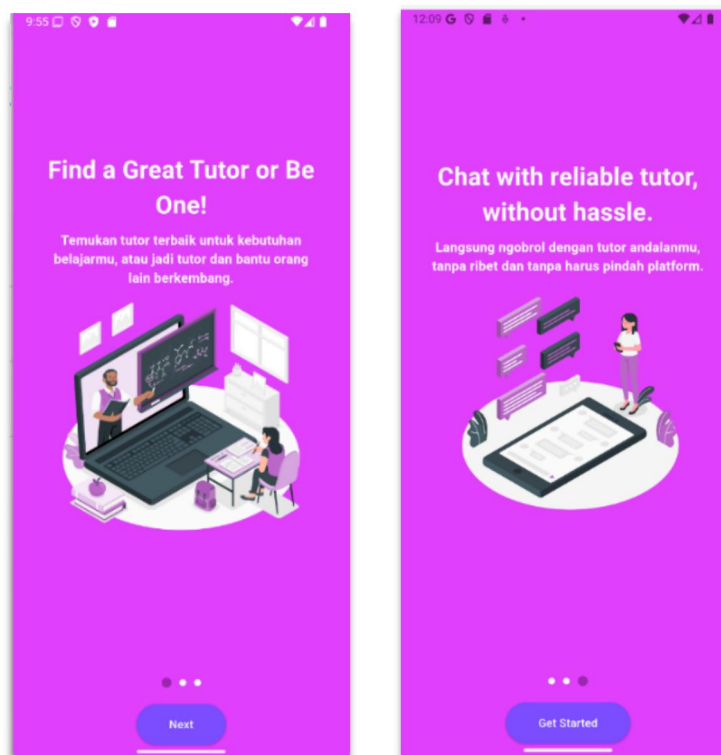 9:55
Find a Great Tutor or Be
One!
Temukan tutor terbaik untuk kebutuhan
belajarmu, atau jadi tutor dan bantu orang
lain berkembang.
Next
12:09
Chat with reliable tutor,
without hassle.
Langsung ngobrol dengan tutor andalanmu,
tanpa ribet dan tanpa harus pindah platform.
Get Started